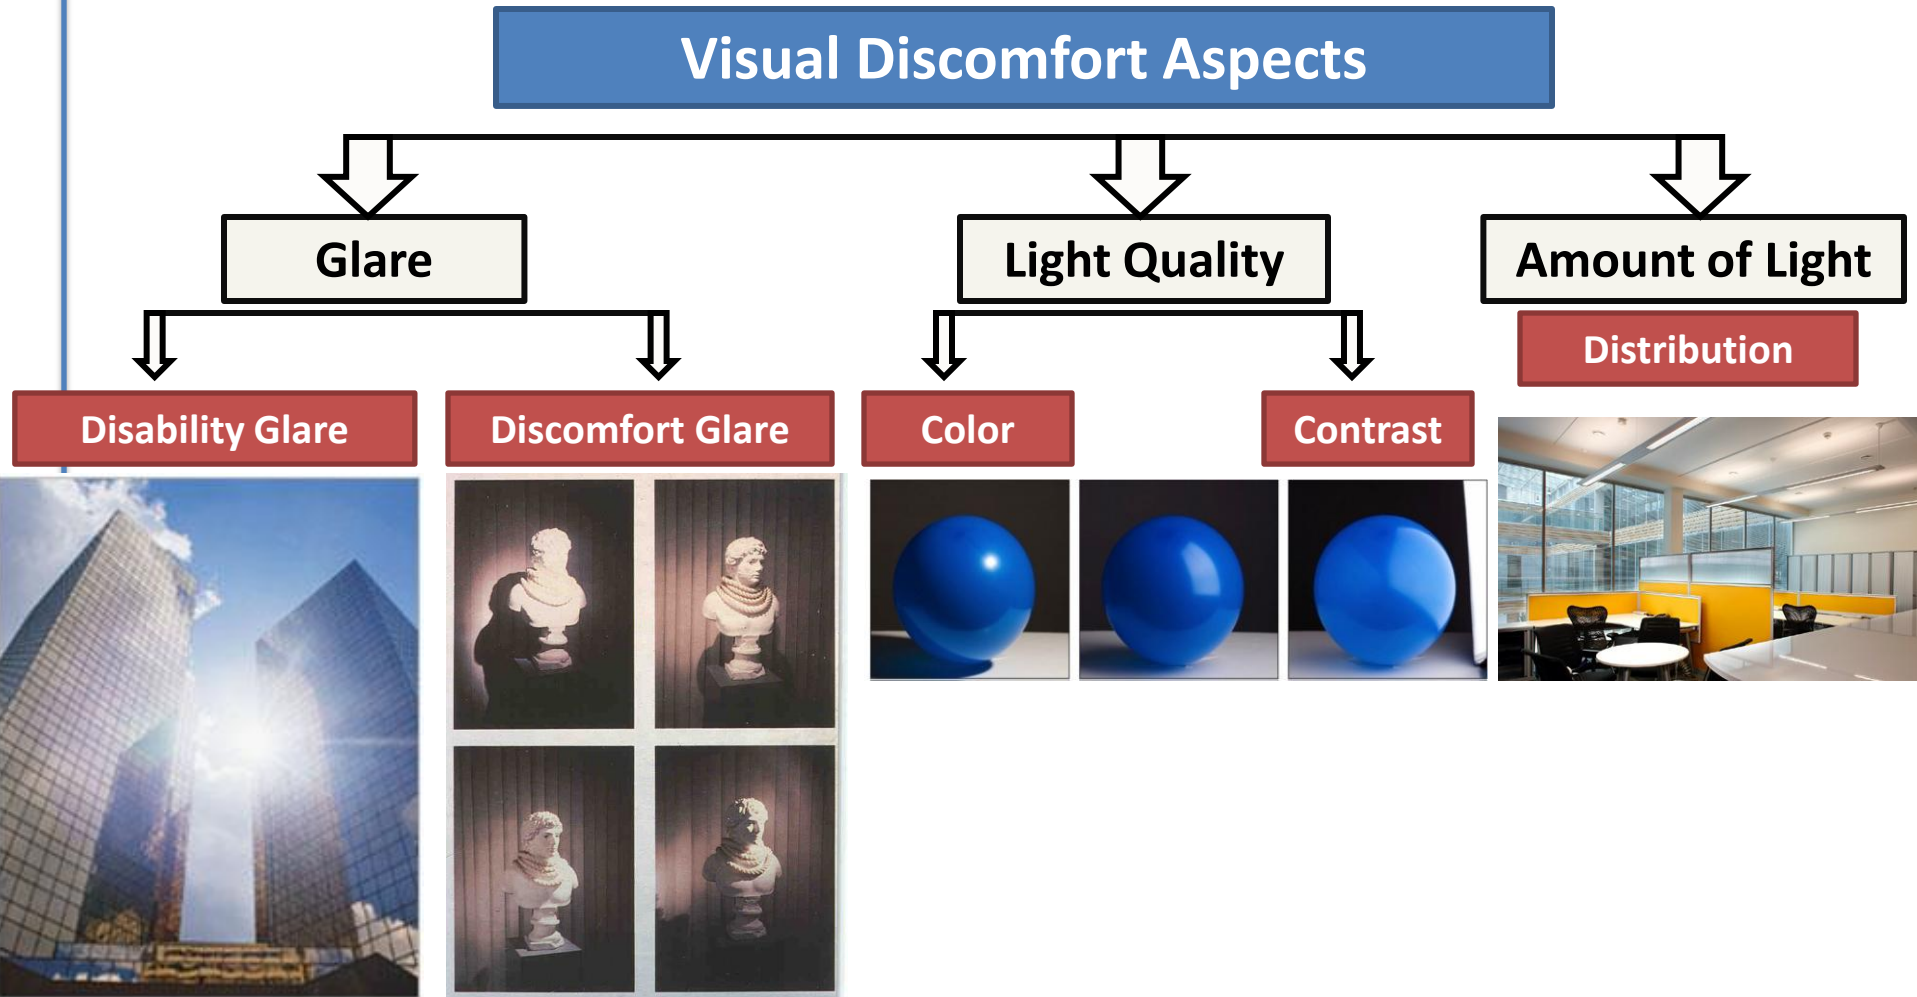 Visual Discomfort Aspects
Glare
Light Quality
Amount of Light
Distribution
Disability Glare
Discomfort Glare
Color
Contrast